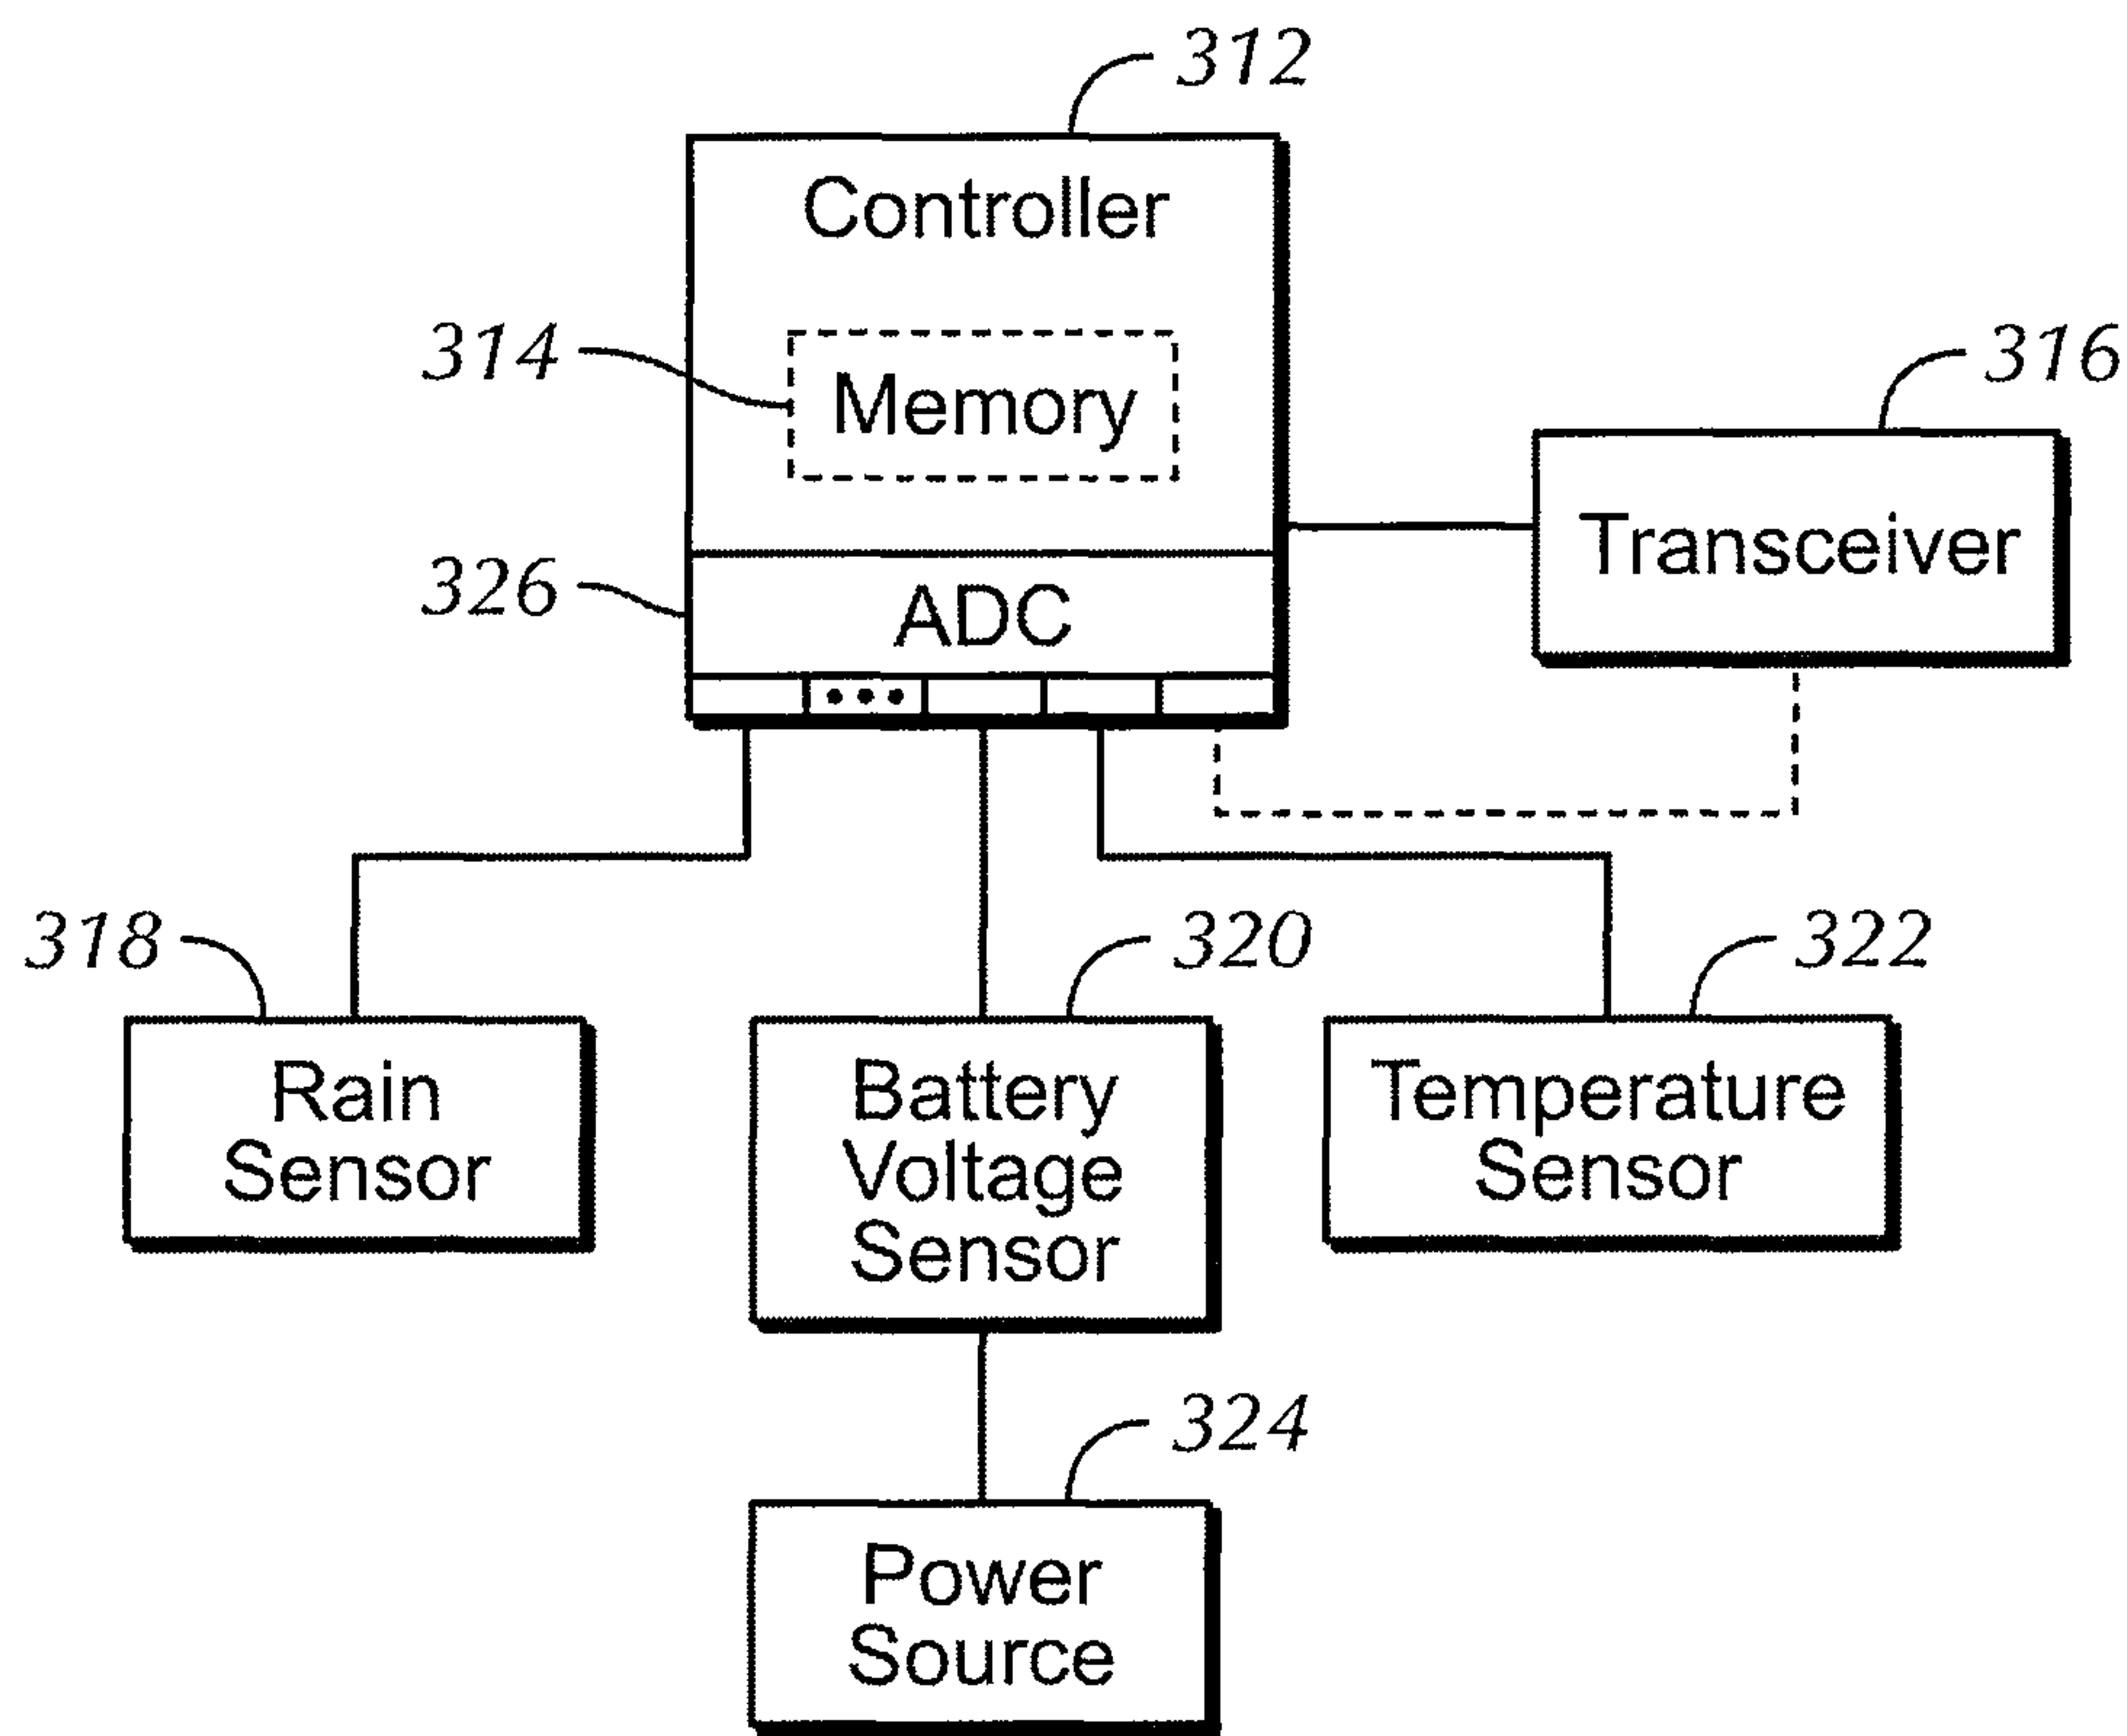 312
Controller
314
Memory
316
Transceiver
326
ADC
318
Rain
Sensor
320
Battery
Voltage
Sensor
322
Temperature
Sensor
324
Power
Source